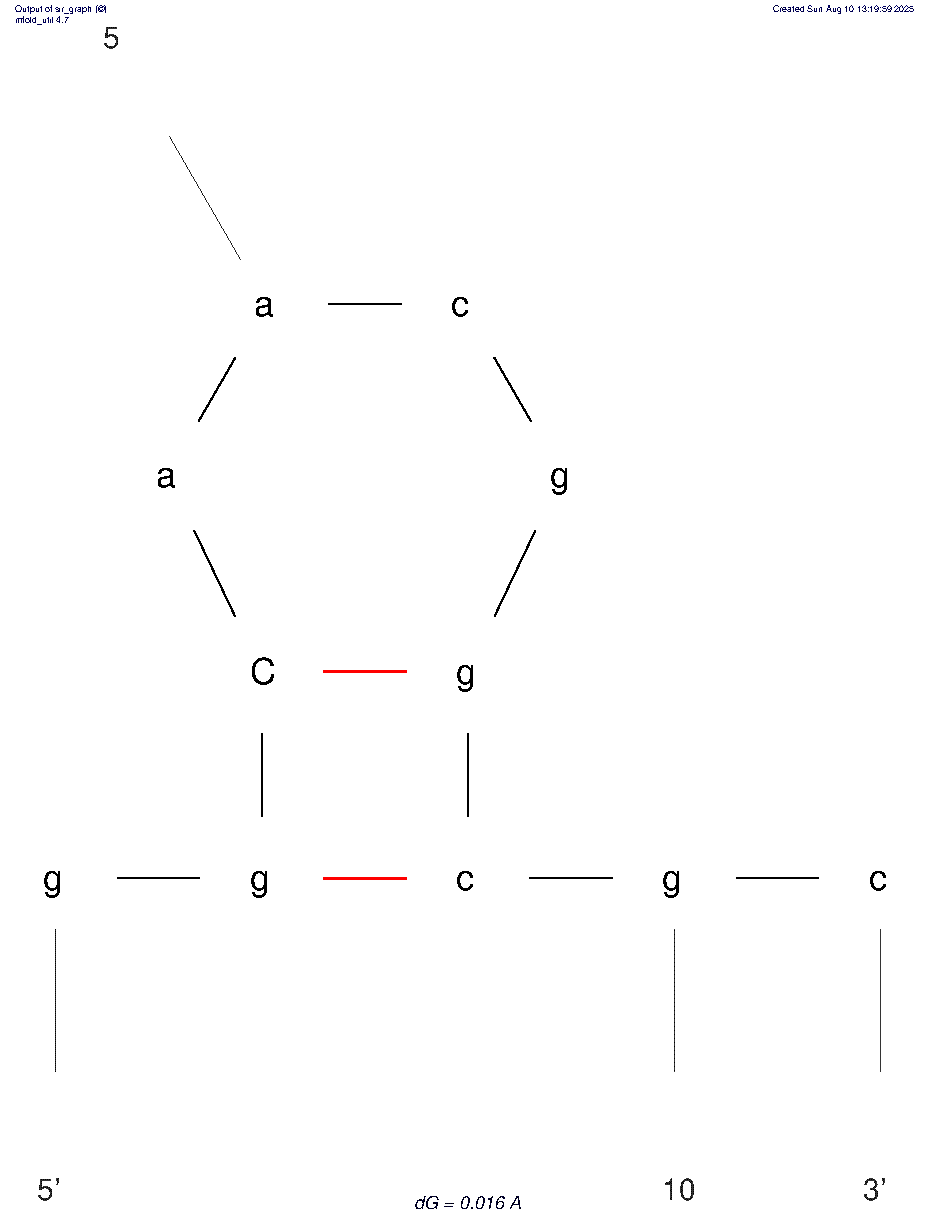 Output of sir_graph (©)
mfold_util 4.7
Created Sun Aug 10 13:19:59 2025
5
a c
a g
C g
g g c g c
5’ 10 3’
dG = 0.016 A